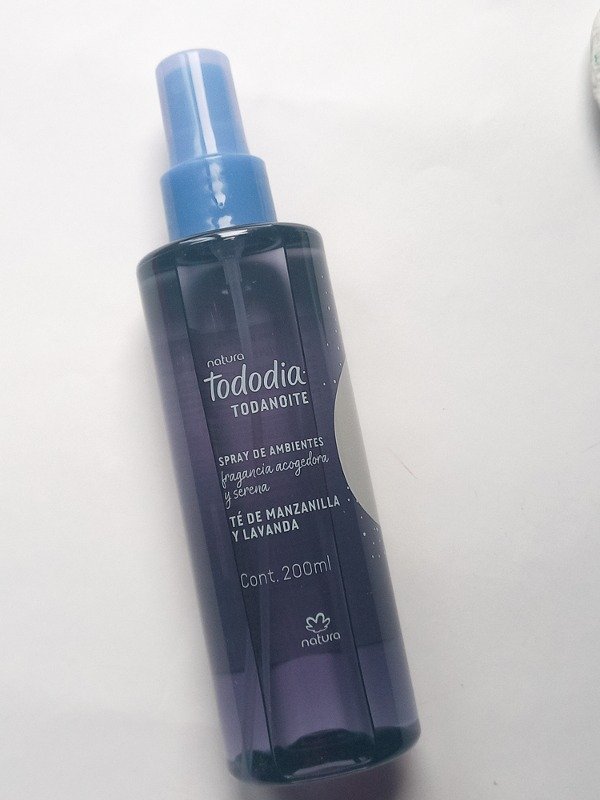 natura
tododia
TODANOITE
SPRAY DE AMBIENTES
fragancia acogedora
y serena
TÉ DE MANZANILLA
Y LAVANDA
Cont. 200ml
natura